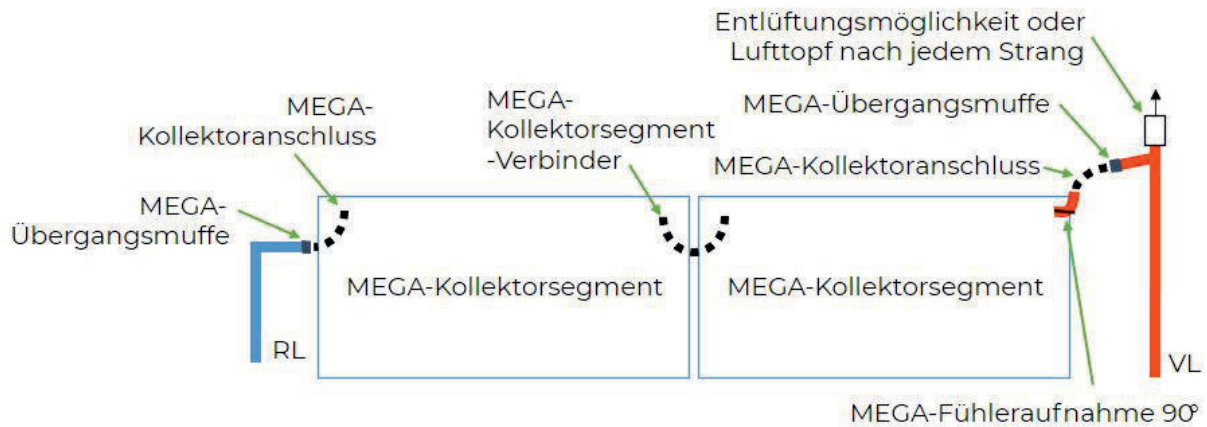 Entlüftungsmöglichkeit oder
Lufttopf nach jedem Strang
MEGA-
Kollektoranschluss
MEGA-
Kollektorsegment
-Verbinder
MEGA-Übergangsmuffe
MEGA-Kollektoranschluss
MEGA-
Übergangsmuffe
MEGA-Kollektorsegment
MEGA-Kollektorsegment
RL
VL
MEGA-Fühleraufnahme 90°